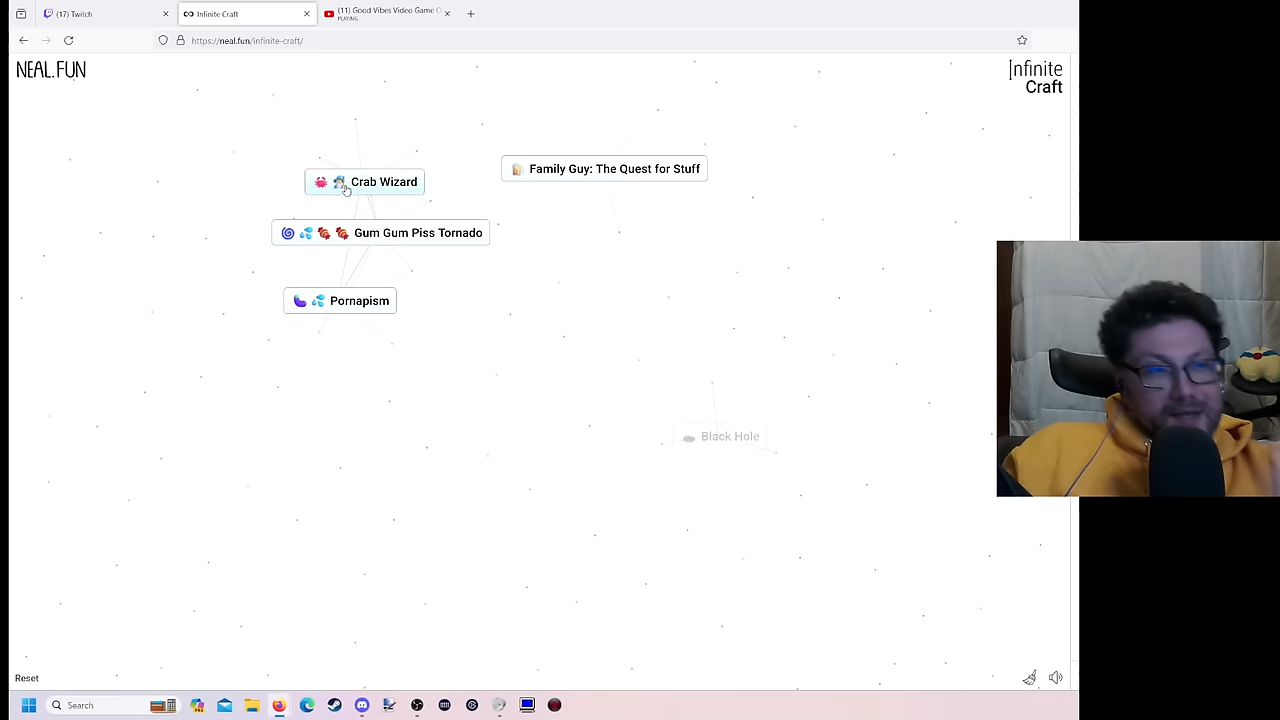 (17) Twitch
Infinite Craft
(11) Good Vibes Video Game
PLAYING
https://neal.fun/infinite-craft/
NEAL.FUN
Infinite
Craft
Crab Wizard
Family Guy: The Quest for Stuff
Gum Gum Piss Tornado
Pornapism
Black Hole
Reset
Search